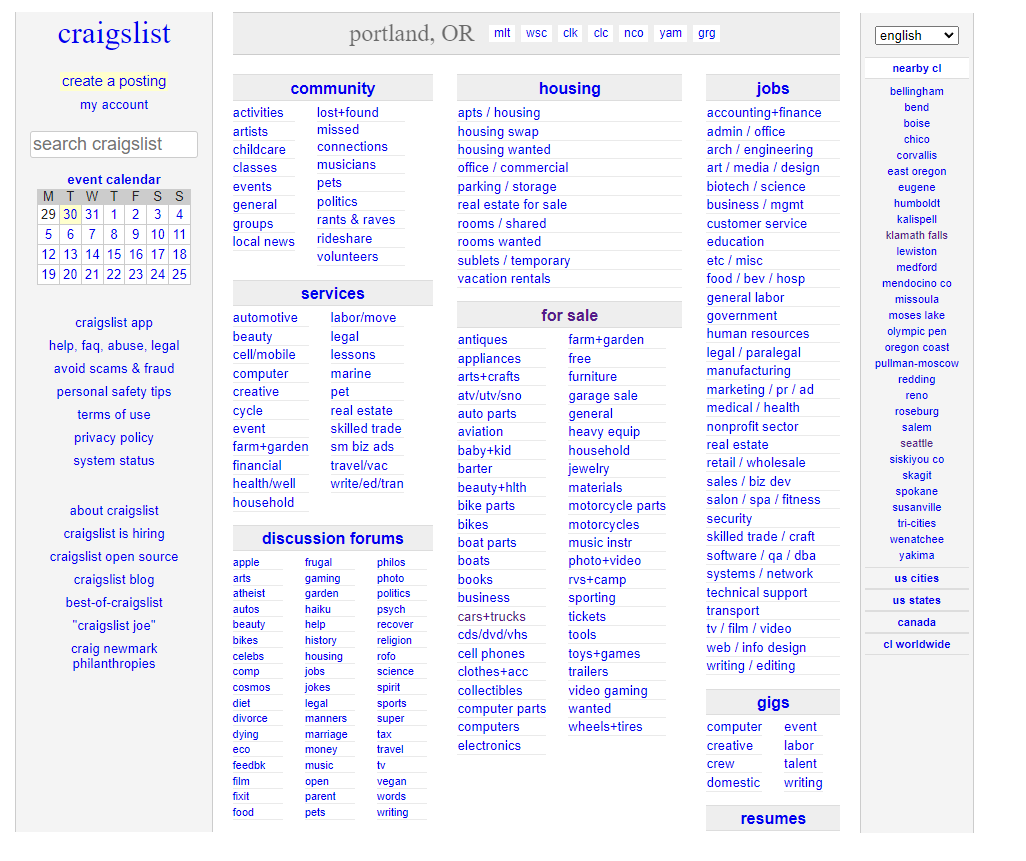 craigslist
create a posting
my account
search craigslist
event calendar
M T W T F S S
29 30 31 1 2 3 4
5 6 7 8 9 10 11
12 13 14 15 16 17 18
19 20 21 22 23 24 25
craigslist app
help, faq, abuse, legal
avoid scams & fraud
personal safety tips
terms of use
privacy policy
system status
about craigslist
craigslist is hiring
craigslist open source
craigslist blog
best-of-craigslist
"craigslist joe"
craig newmark
philanthropies
portland, OR mlt wsc clk clc nco yam grg
community
activities
artists
childcare
classes
events
general
groups
local news
lost+found
missed
connections
musicians
pets
politics
rants & raves
rideshare
volunteers
services
automotive
beauty
cell/mobile
computer
creative
cycle
event
farm+garden
financial
health/well
household
labor/move
legal
lessons
marine
pet
real estate
skilled trade
sm biz ads
travel/vac
write/ed/tran
discussion forums
apple
arts
atheist
autos
beauty
bikes
celebs
comp
cosmos
diet
divorce
dying
eco
feedbk
film
fixit
food
frugal
gaming
garden
haiku
help
history
housing
jobs
jokes
legal
manners
marriage
money
music
open
parent
pets
philos
photo
politics
psych
recover
religion
rofo
science
spirit
sports
super
tax
travel
tv
vegan
words
writing
housing
apts / housing
housing swap
housing wanted
office / commercial
parking / storage
real estate for sale
rooms / shared
rooms wanted
sublets / temporary
vacation rentals
for sale
antiques
appliances
arts+crafts
atv/utv/sno
auto parts
aviation
baby+kid
barter
beauty+hlth
bike parts
bikes
boat parts
boats
books
business
cars+trucks
cds/dvd/vhs
cell phones
clothes+acc
collectibles
computer parts
computers
electronics
farm+garden
free
furniture
garage sale
general
heavy equip
household
jewelry
materials
motorcycle parts
motorcycles
music instr
photo+video
rvs+camp
sporting
tickets
tools
toys+games
trailers
video gaming
wanted
wheels+tires
jobs
accounting+finance
admin / office
arch / engineering
art / media / design
biotech / science
business / mgmt
customer service
education
etc / misc
food / bev / hosp
general labor
government
human resources
legal / paralegal
manufacturing
marketing / pr / ad
medical / health
nonprofit sector
real estate
retail / wholesale
sales / biz dev
salon / spa / fitness
security
skilled trade / craft
software / qa / dba
systems / network
technical support
transport
tv / film / video
web / info design
writing / editing
gigs
computer
creative
crew
domestic
event
labor
talent
writing
resumes
english
nearby cl
bellingham
bend
boise
chico
corvallis
east oregon
eugene
humboldt
kalispell
klamath falls
lewiston
medford
mendocino co
missoula
moses lake
olympic pen
oregon coast
pullman-moscow
redding
reno
roseburg
salem
seattle
siskiyou co
skagit
spokane
susanville
tri-cities
wenatchee
yakima
us cities
us states
canada
cl worldwide